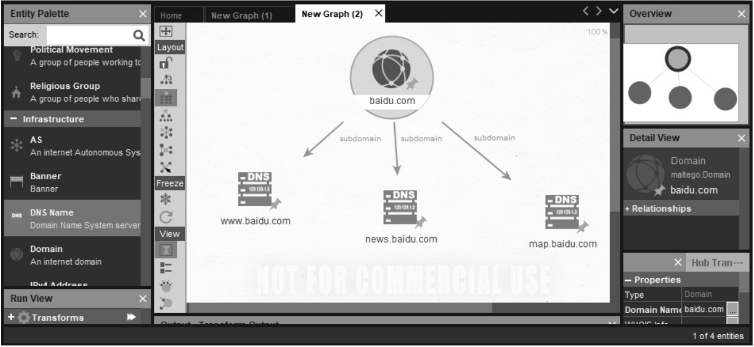 Entity Palette
Search:
Political Movement
A group of people working to
Religious Group
A group of people who share
− Infrastructure
AS
An internet Autonomous Sys
Banner
Banner
DNS
DNS Name
Domain Name System server
Domain
An internet domain
IPv4 Address
Run View
+ Transforms
Home
New Graph (1)
New Graph (2)
Layout
Freeze
View
100%
baidu.com
subdomain
subdomain
subdomain
DNS
www.baidu.com
DNS
news.baidu.com
DNS
map.baidu.com
NOT FOR COMMERCIAL USE
Output - Transform Output
Overview
Detail View
Domain
maltego.Domain
baidu.com
+ Relationships
Hub Tran···
− Properties
Type Domain
Domain Name baidu.com ...
WHOIS Info
1 of 4 entities